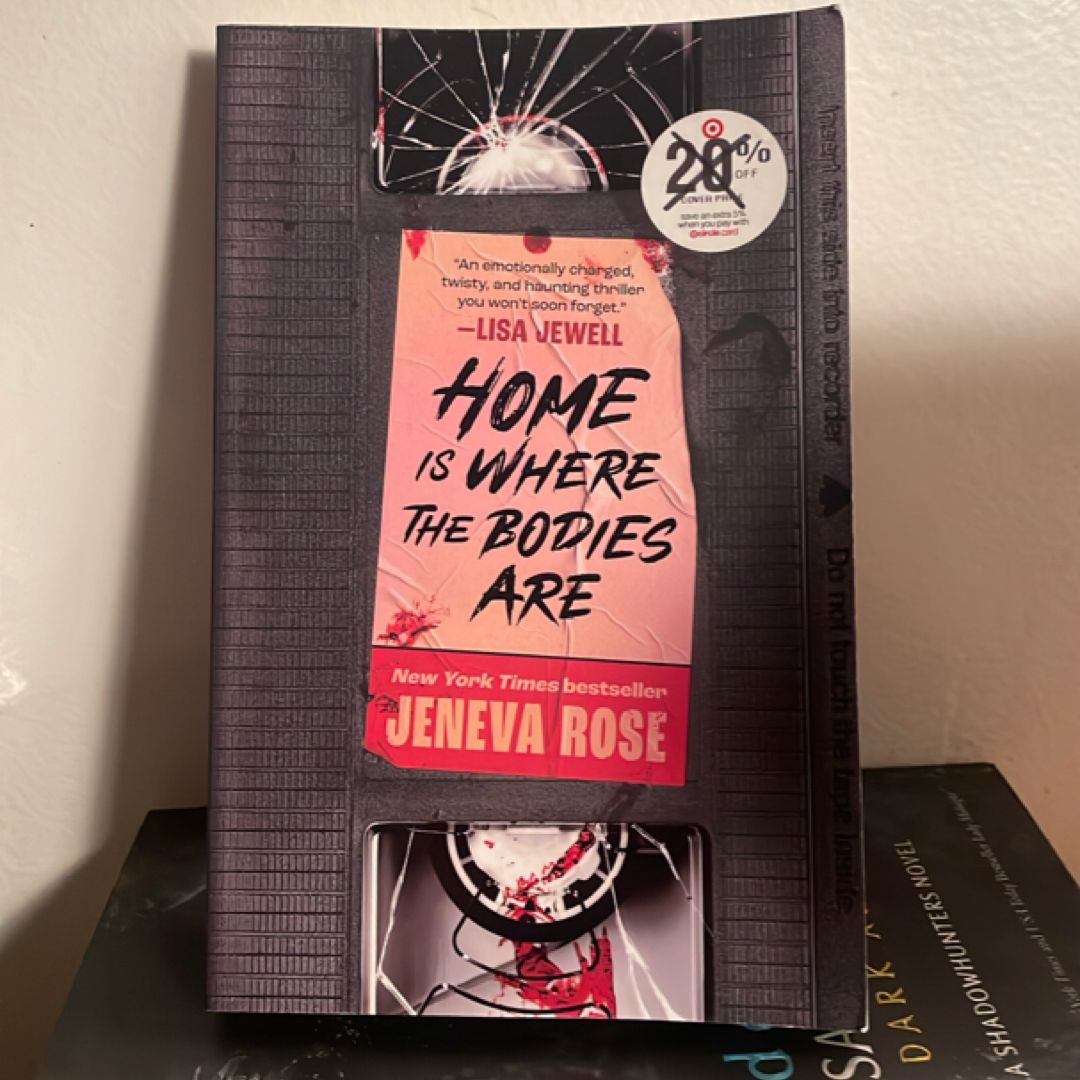 20% OFF
COVER PRICE
save an extra 5%
when you pay with
circle card
Insert this side into recorder
Do not touch the tape inside
"An emotionally charged,
twisty, and haunting thriller
you won't soon forget."
—LISA JEWELL
HOME
IS WHERE
THE BODIES
ARE
New York Times bestseller
JENEVA ROSE
DARK
A SHADOWHUNTERS NOVEL